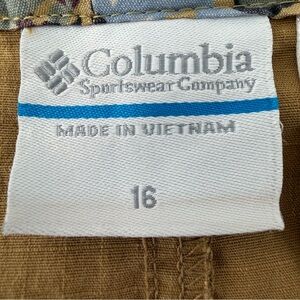 Columbia
Sportswear Company
MADE IN VIETNAM
16